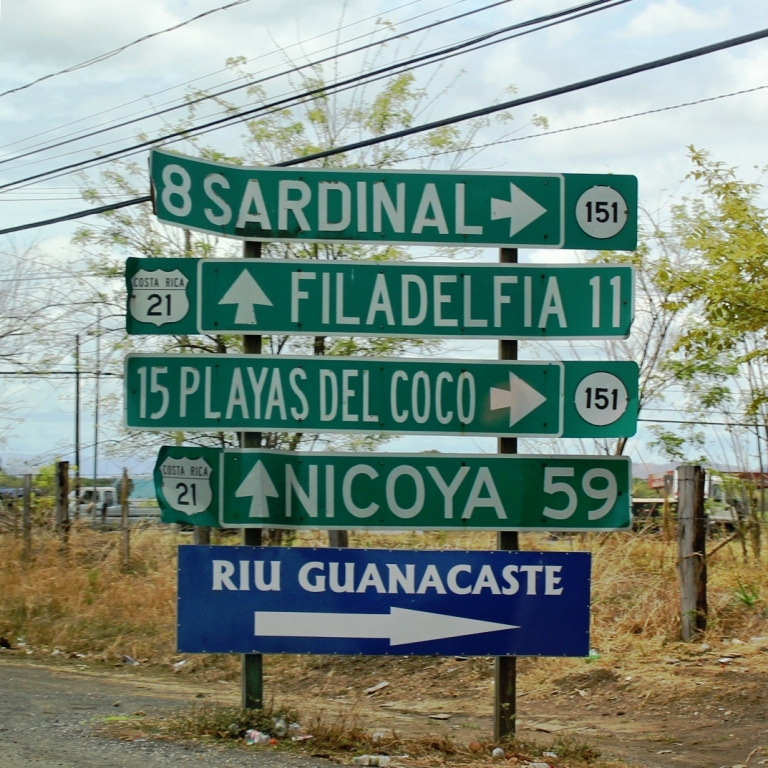 8 SARDINAL 151
COSTA RICA
21 FILADELFIA 11
15 PLAYAS DEL COCO 151
COSTA RICA
21 NICOYA 59
RIU GUANACASTE